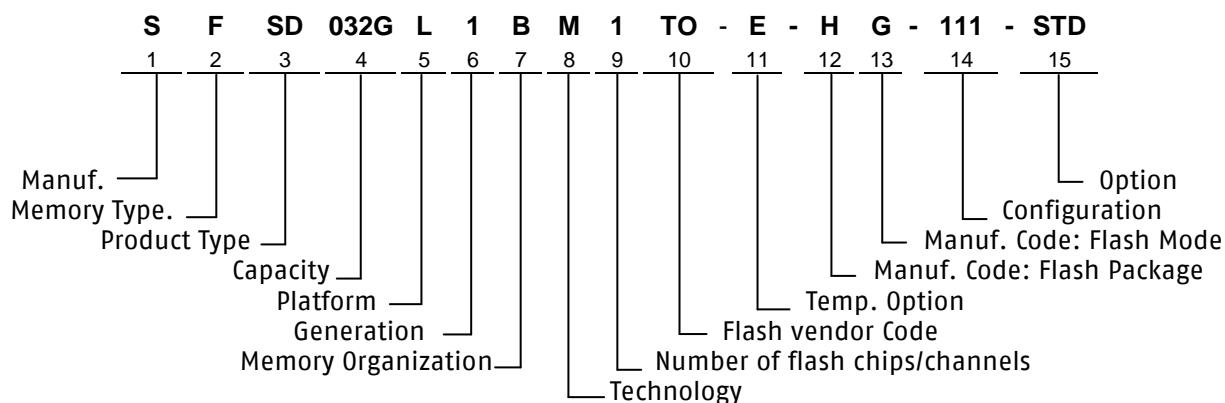 S F SD 032G L 1 B M 1 TO - E - H G - 111 - STD
1 2 3 4 5 6 7 8 9 10 11 12 13 14 15
Manuf. Option
Memory Type. Configuration
Product Type Manuf. Code: Flash Mode
Capacity Manuf. Code: Flash Package
Platform Temp. Option
Generation Flash vendor Code
Memory Organization Number of flash chips/channels
Technology